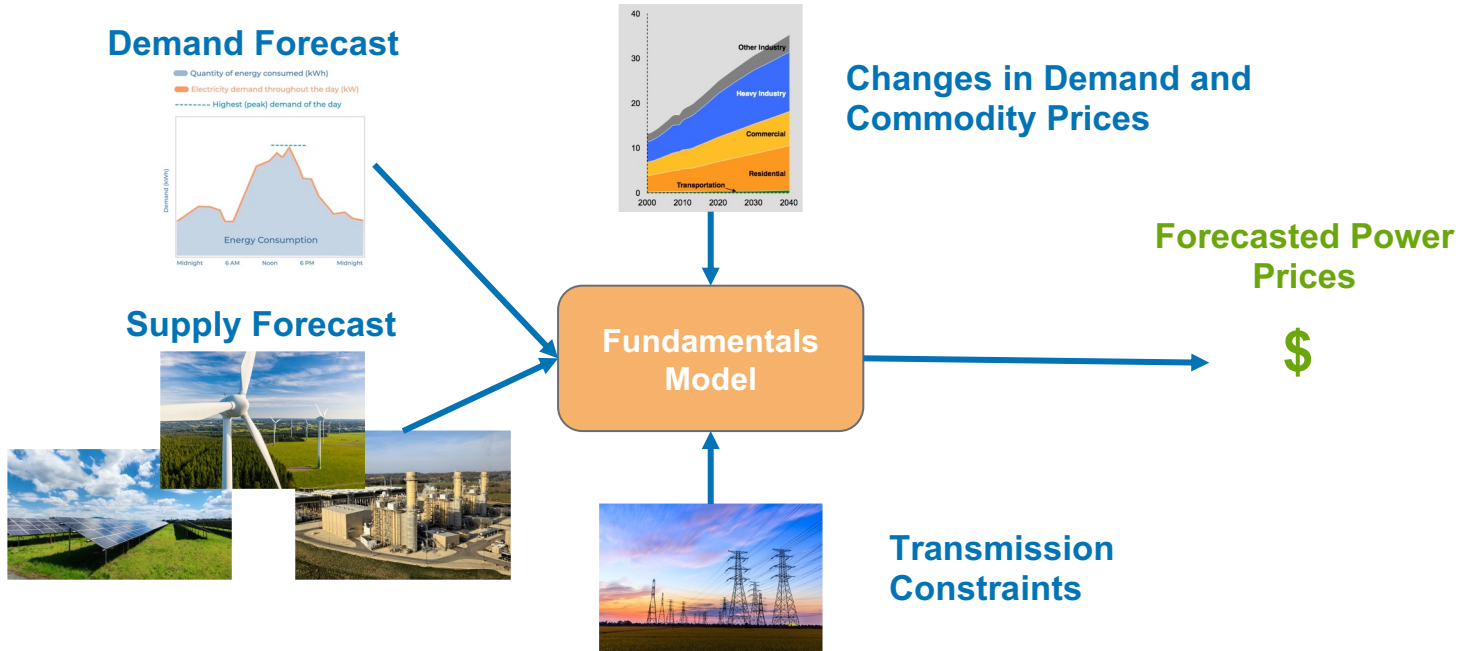 Demand Forecast
Quantity of energy consumed (kWh)
Electricity demand throughout the day (kW)
Highest (peak) demand of the day
Demand (kWh)
Energy Consumption
Midnight 6 AM Noon 6 PM Midnight
40
30
20
10
0
Other Industry
Heavy Industry
Commercial
Residential
Transportation
2000 2010 2020 2030 2040
Changes in Demand and
Commodity Prices
Supply Forecast
Fundamentals
Model
Forecasted Power
Prices
$
Transmission
Constraints